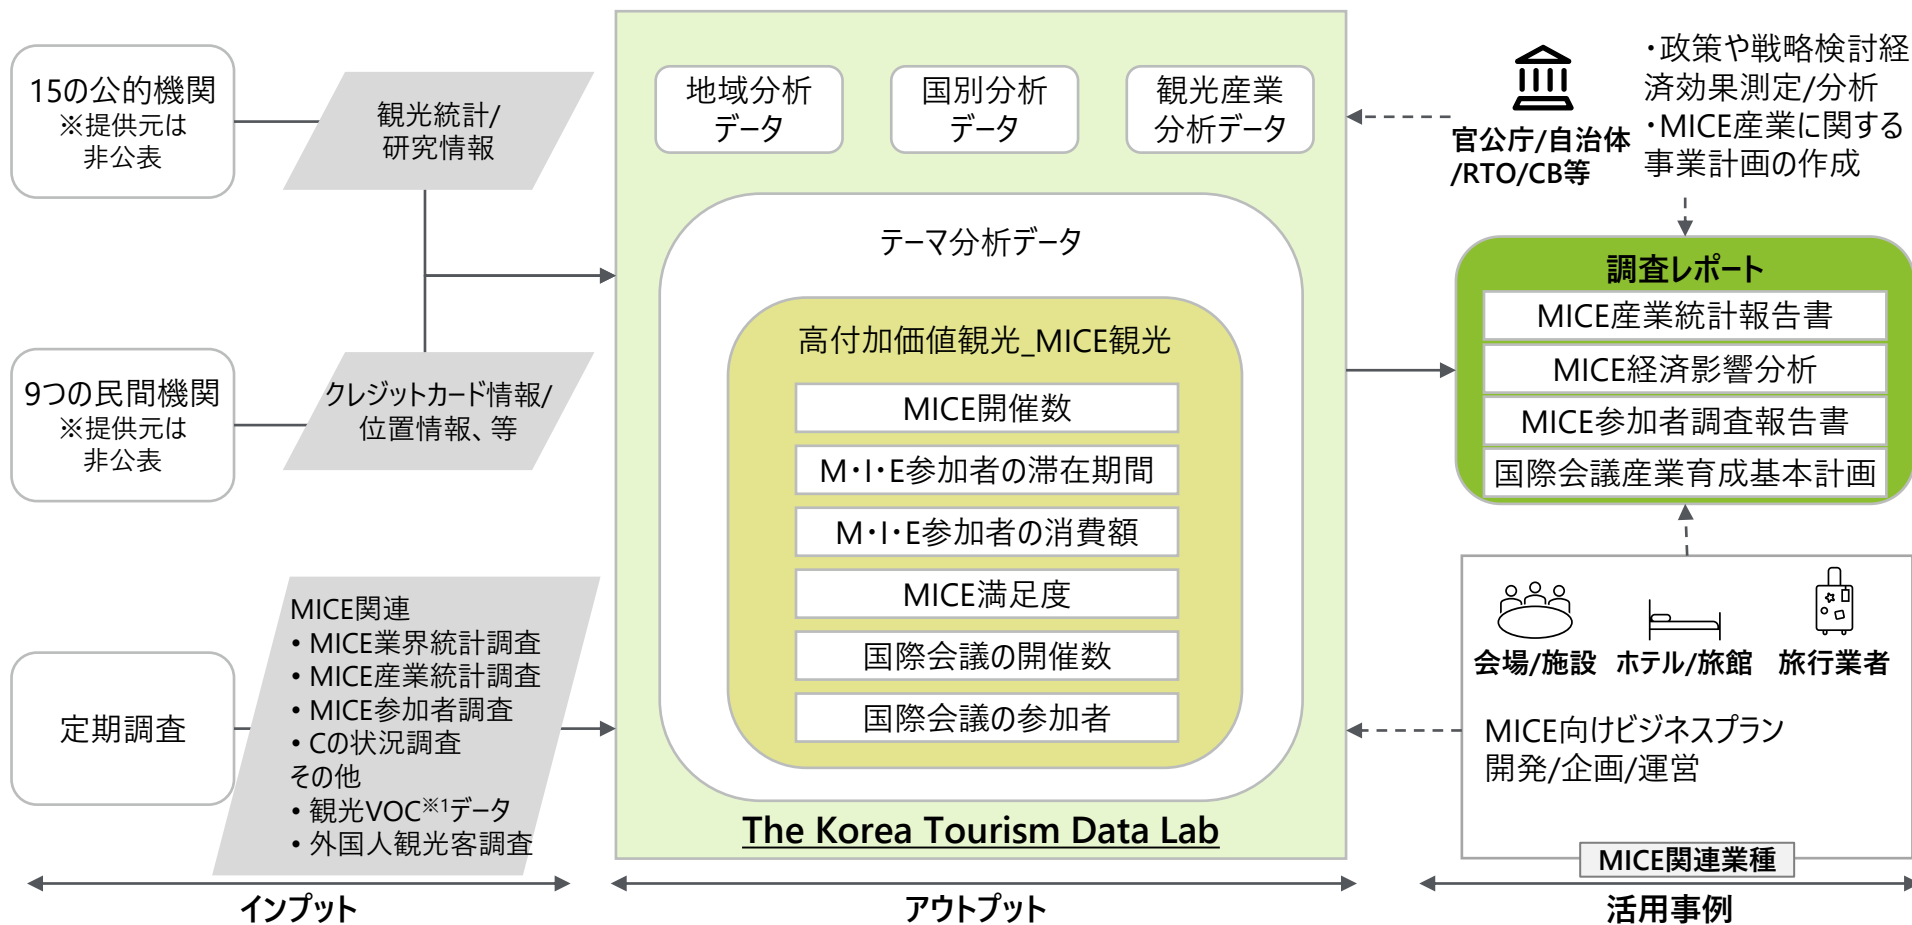 15の公的機関
※提供元は
非公表
観光統計/
研究情報
9つの民間機関
※提供元は
非公表
クレジットカード情報/
位置情報、等
定期調査
MICE関連
• MICE業界統計調査
• MICE産業統計調査
• MICE参加者調査
• Cの状況調査
その他
• 観光VOC※1データ
• 外国人観光客調査
インプット
地域分析
データ
国別分析
データ
観光産業
分析データ
テーマ分析データ
高付加価値観光_MICE観光
MICE開催数
M・I・E参加者の滞在期間
M・I・E参加者の消費額
MICE満足度
国際会議の開催数
国際会議の参加者
The Korea Tourism Data Lab
アウトプット
官公庁/自治体
/RTO/CB等
・政策や戦略検討経
済効果測定/分析
・MICE産業に関する
事業計画の作成
調査レポート
MICE産業統計報告書
MICE経済影響分析
MICE参加者調査報告書
国際会議産業育成基本計画
会場/施設
ホテル/旅館
旅行業者
MICE向けビジネスプラン
開発/企画/運営
MICE関連業種
活用事例